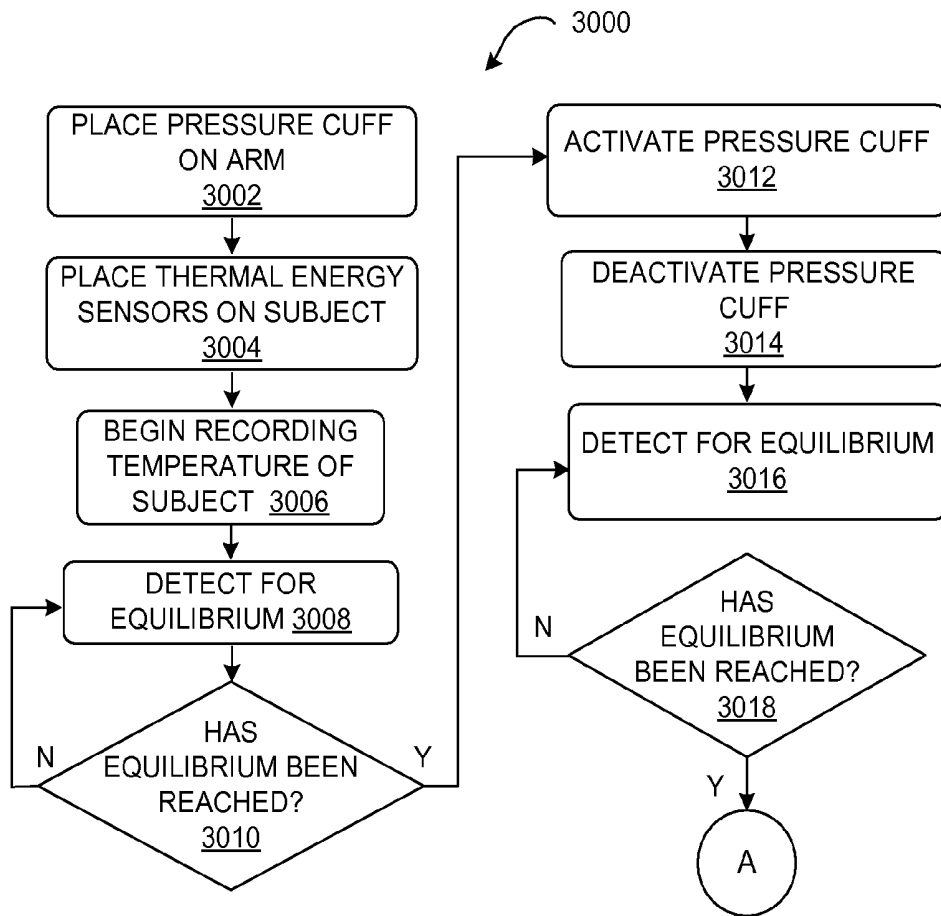 3000
PLACE PRESSURE CUFF
ON ARM
3002
PLACE THERMAL ENERGY
SENSORS ON SUBJECT
3004
BEGIN RECORDING
TEMPERATURE OF
SUBJECT 3006
DETECT FOR
EQUILIBRIUM 3008
HAS
EQUILIBRIUM BEEN
REACHED?
3010
N
Y
ACTIVATE PRESSURE CUFF
3012
DEACTIVATE PRESSURE
CUFF
3014
DETECT FOR EQUILIBRIUM
3016
HAS
EQUILIBRIUM
BEEN REACHED?
3018
N
Y
A